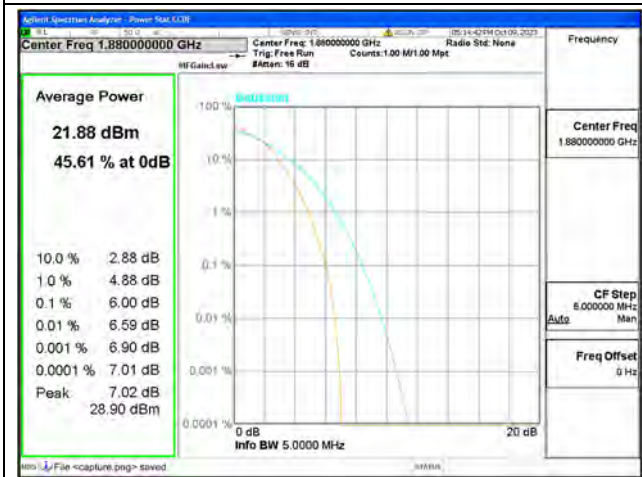 Agilent Spectrum Analyzer - Power Stat CCDF
05:14:42 PM Oct 09, 2023
Center Freq 1.880000000 GHz
Center Freq: 1.880000000 GHz
Radio Std: None
Trig: Free Run
Counts:1.00 M/1.00 Mpt
#IFGain:Low
#Atten: 16 dB
Frequency
Average Power
21.88 dBm
45.61 % at 0dB
10.0 % 2.88 dB
1.0 % 4.88 dB
0.1 % 6.00 dB
0.01 % 6.59 dB
0.001 % 6.90 dB
0.0001 % 7.01 dB
Peak 7.02 dB
28.90 dBm
Gaussian
100 %
10 %
1 %
0.1 %
0.01 %
0.001 %
0.0001 %
0 dB
20 dB
Info BW 5.0000 MHz
Center Freq
1.880000000 GHz
CF Step
6.000000 MHz
Auto Man
Freq Offset
0 Hz
MSG File <capture.png> saved
STATUS